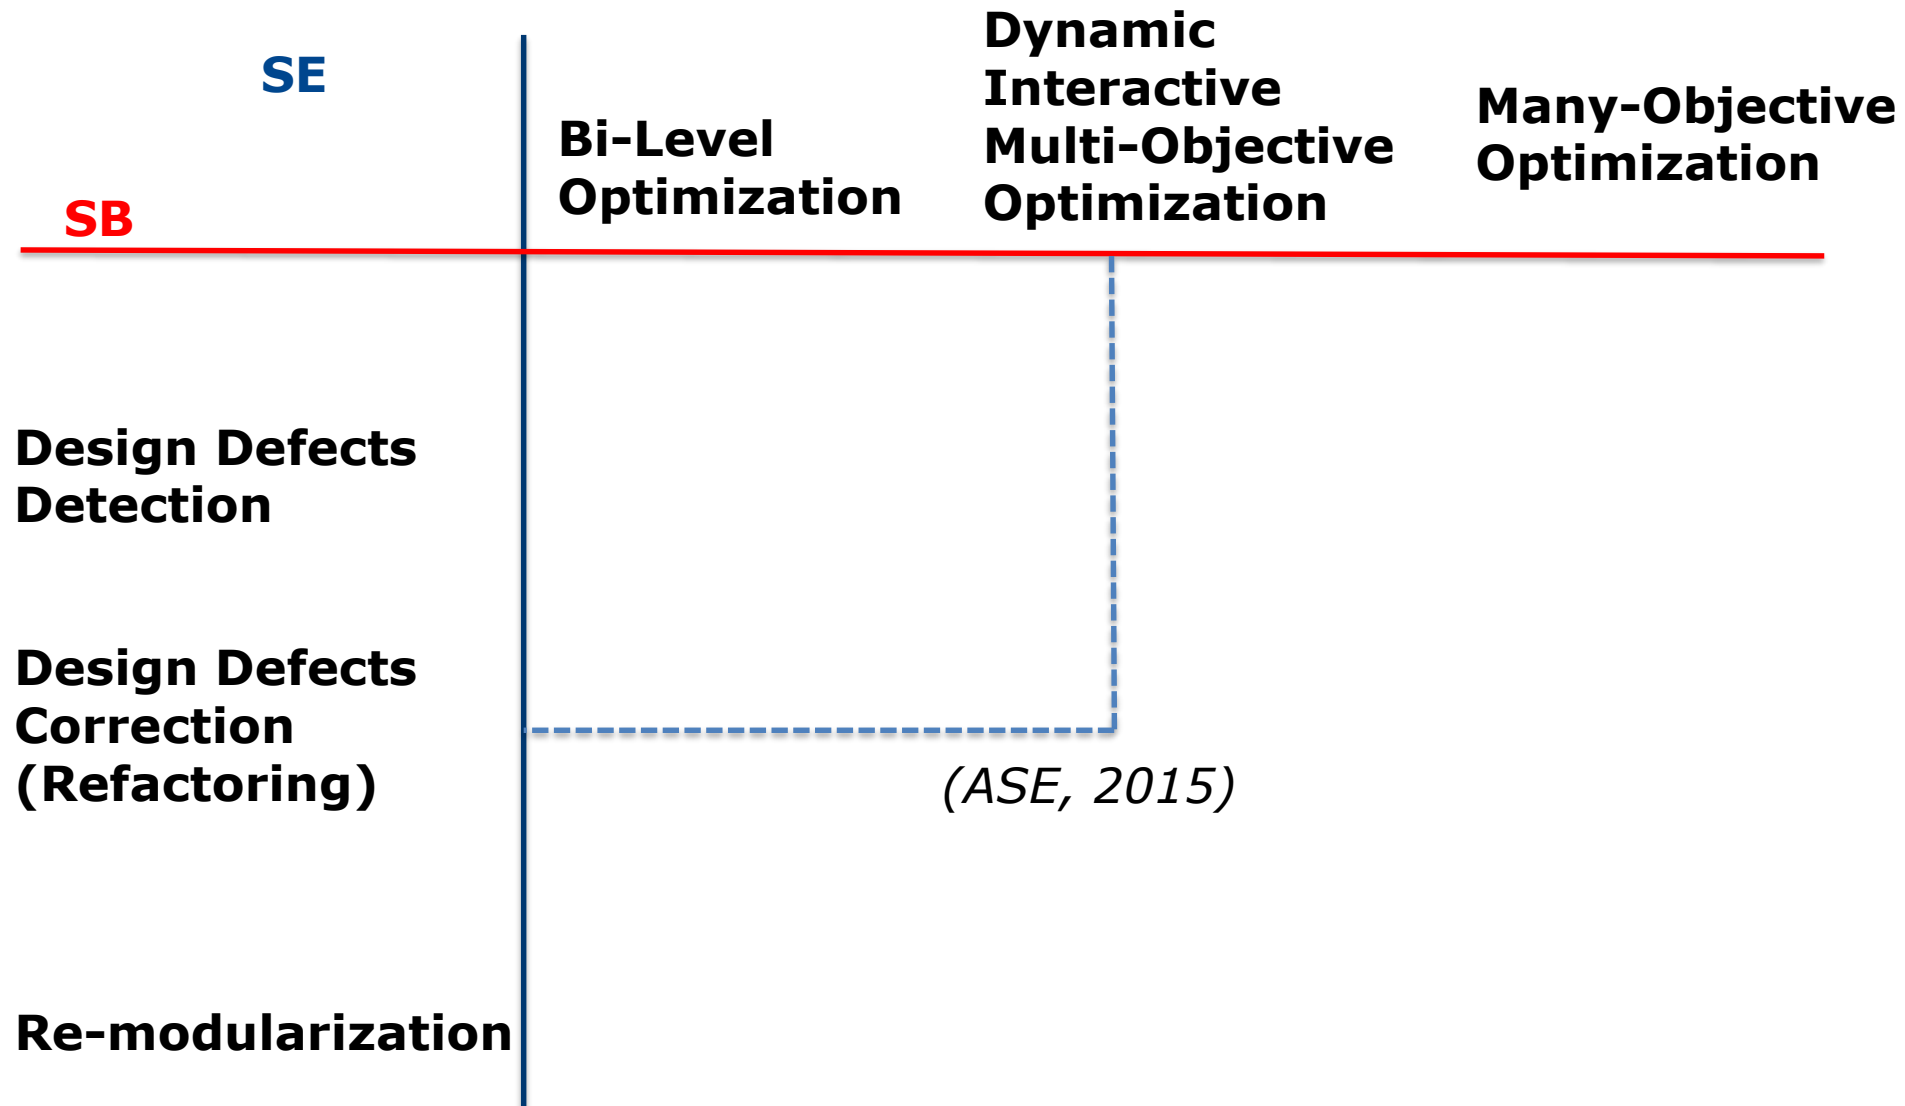 SE
SB
Bi-Level
Optimization
Dynamic
Interactive
Multi-Objective
Optimization
Many-Objective
Optimization
Design Defects
Detection
Design Defects
Correction
(Refactoring)
(ASE, 2015)
Re-modularization